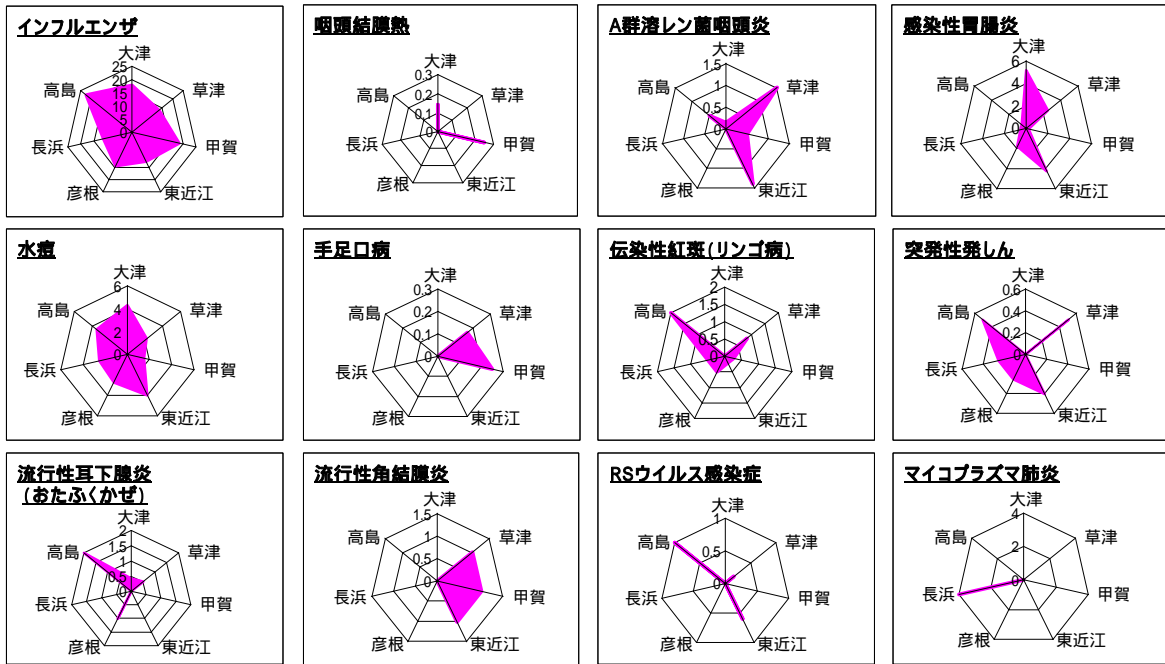 インフルエンザ
大津
25
20
15
10
5
0
草津
甲賀
東近江
彦根
長浜
高島
咽頭結膜熱
大津
0.3
0.2
0.1
0
草津
甲賀
東近江
彦根
長浜
高島
A群溶レン菌咽頭炎
大津
1.5
1
0.5
0
草津
甲賀
東近江
彦根
長浜
高島
感染性胃腸炎
大津
6
4
2
0
草津
甲賀
東近江
彦根
長浜
高島
水痘
大津
6
4
2
0
草津
甲賀
東近江
彦根
長浜
高島
手足口病
大津
0.3
0.2
0.1
0
草津
甲賀
東近江
彦根
長浜
高島
伝染性紅斑(リンゴ病)
大津
2
1.5
1
0.5
0
草津
甲賀
東近江
彦根
長浜
高島
突発性発しん
大津
0.6
0.4
0.2
0
草津
甲賀
東近江
彦根
長浜
高島
流行性耳下腺炎
(おたふくかぜ)
大津
2
1.5
1
0.5
0
草津
甲賀
東近江
彦根
長浜
高島
流行性角結膜炎
大津
1.5
1
0.5
0
草津
甲賀
東近江
彦根
長浜
高島
RSウイルス感染症
大津
1
0.5
0
草津
甲賀
東近江
彦根
長浜
高島
マイコプラズマ肺炎
大津
4
2
0
草津
甲賀
東近江
彦根
長浜
高島